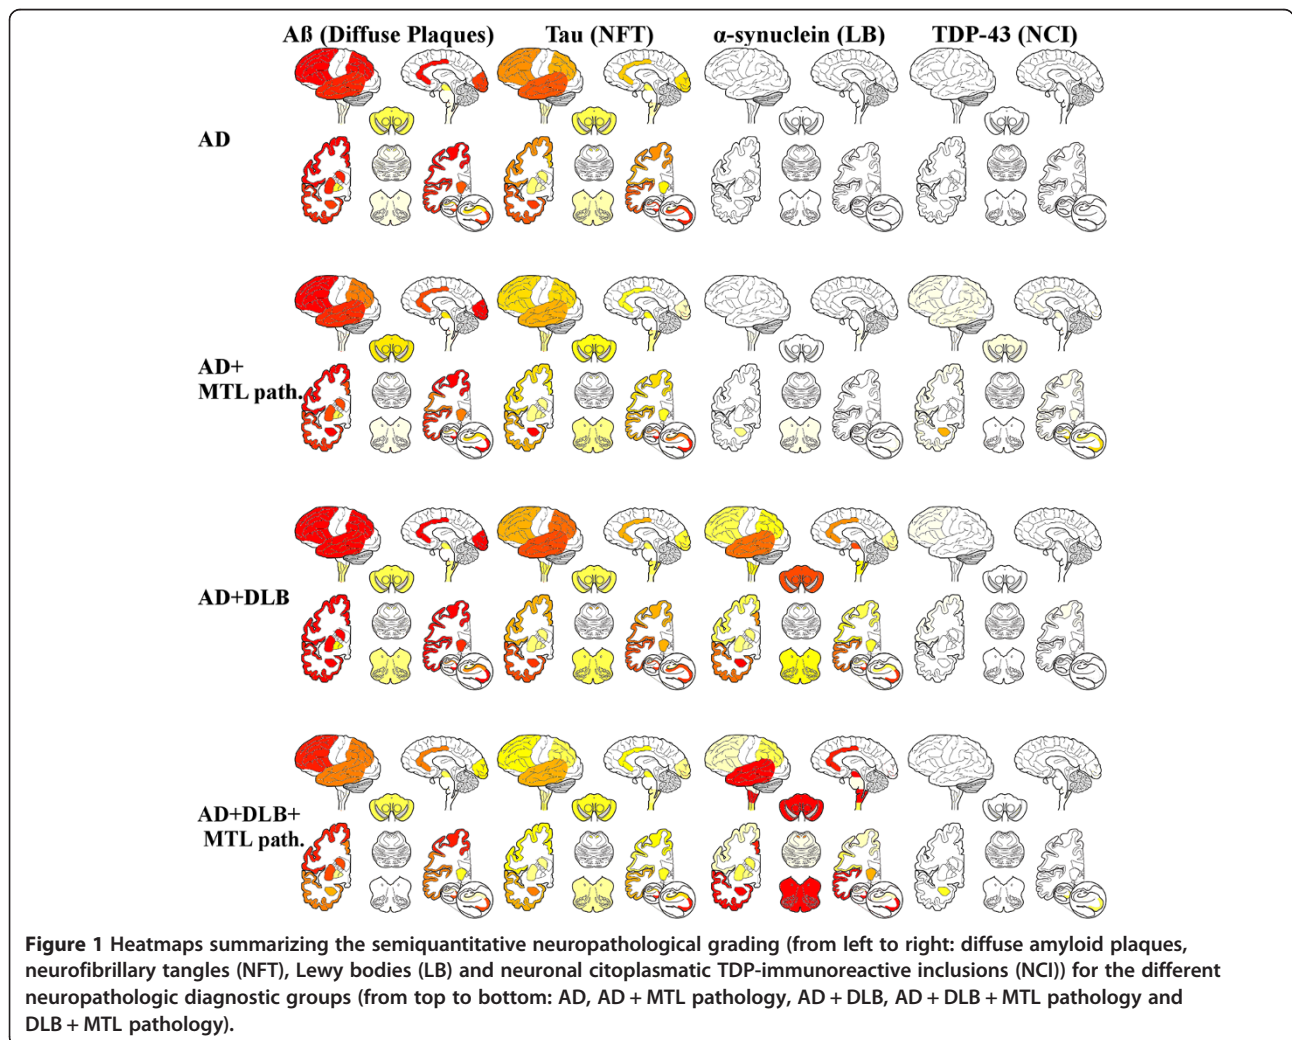 Aß (Diffuse Plaques) Tau (NFT) α-synuclein (LB) TDP-43 (NCI)
AD
AD+
MTL path.
AD+DLB
AD+DLB+
MTL path.
Figure 1 Heatmaps summarizing the semiquantitative neuropathological grading (from left to right: diffuse amyloid plaques,
neurofibrillary tangles (NFT), Lewy bodies (LB) and neuronal citoplasmatic TDP-immunoreactive inclusions (NCI)) for the different
neuropathologic diagnostic groups (from top to bottom: AD, AD + MTL pathology, AD + DLB, AD + DLB + MTL pathology and
DLB + MTL pathology).